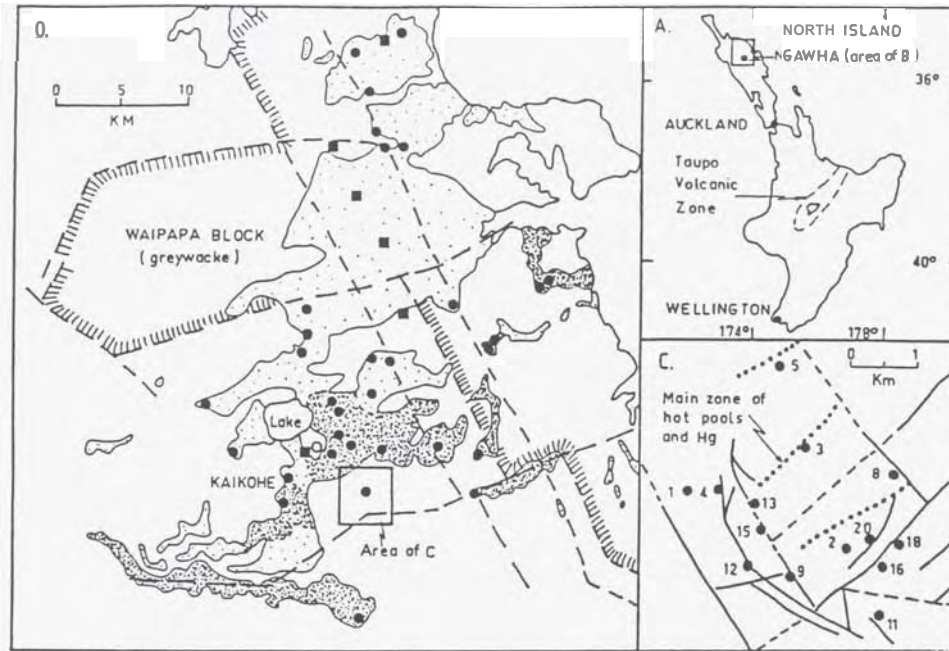 O.
0 5 10
KM
WAIPAPA BLOCK
(greywacke)
Lake
KAIKOHE
Area of C
A.
NORTH ISLAND
NGAWHA (area of B)
36°
AUCKLAND
Taupo
Volcanic
Zone
40°
WELLINGTON
174°E
178°E
C.
0 1
Km
5
Main zone of
hot pools
and Hg
3
8
1
4
13
15
2
20
18
12
9
16
11